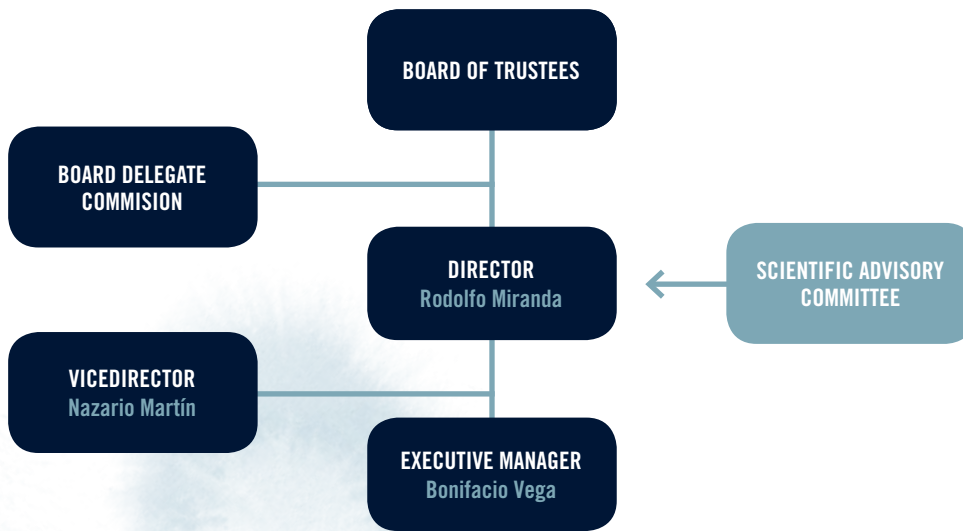 BOARD OF TRUSTEES
BOARD DELEGATE
COMMISION
DIRECTOR
Rodolfo Miranda
SCIENTIFIC ADVISORY
COMMITTEE
VICEDIRECTOR
Nazario Martín
EXECUTIVE MANAGER
Bonifacio Vega